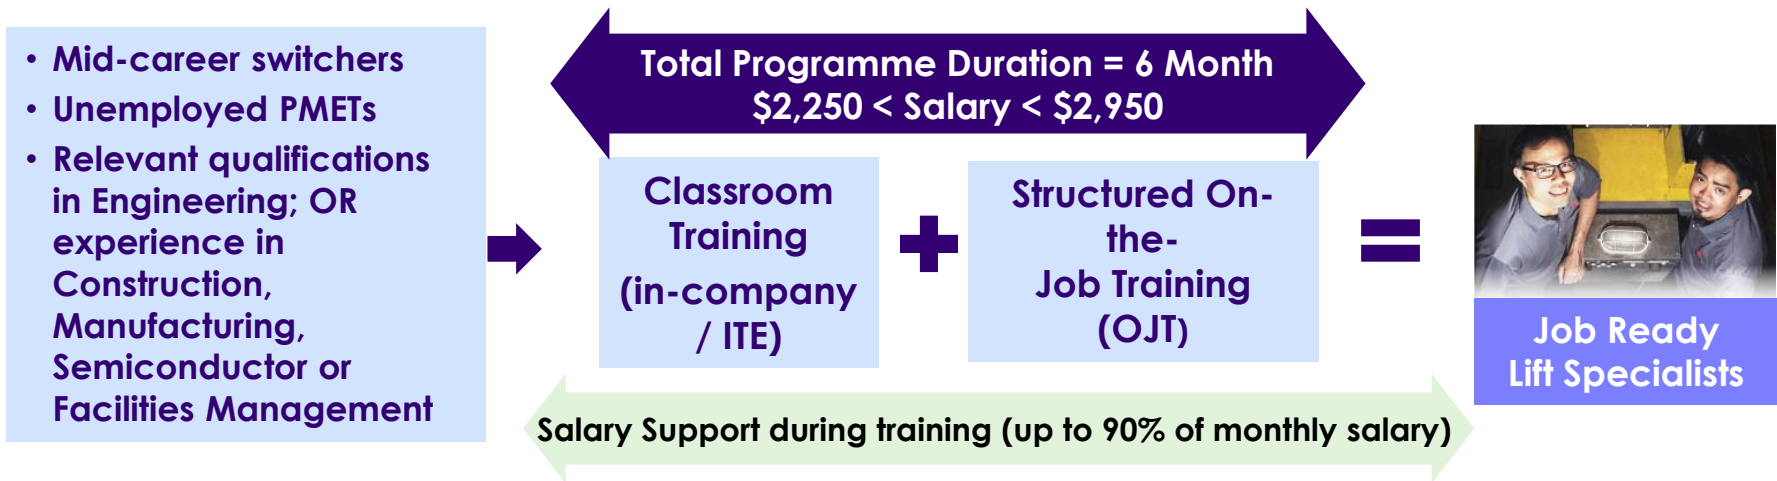 • Mid-career switchers
• Unemployed PMETs
• Relevant qualifications
in Engineering; OR
experience in
Construction,
Manufacturing,
Semiconductor or
Facilities Management
Total Programme Duration = 6 Month
$2,250 < Salary < $2,950
Classroom
Training
(in-company
/ ITE)
Structured On-
the-
Job Training
(OJT)
Job Ready
Lift Specialists
Salary Support during training (up to 90% of monthly salary)